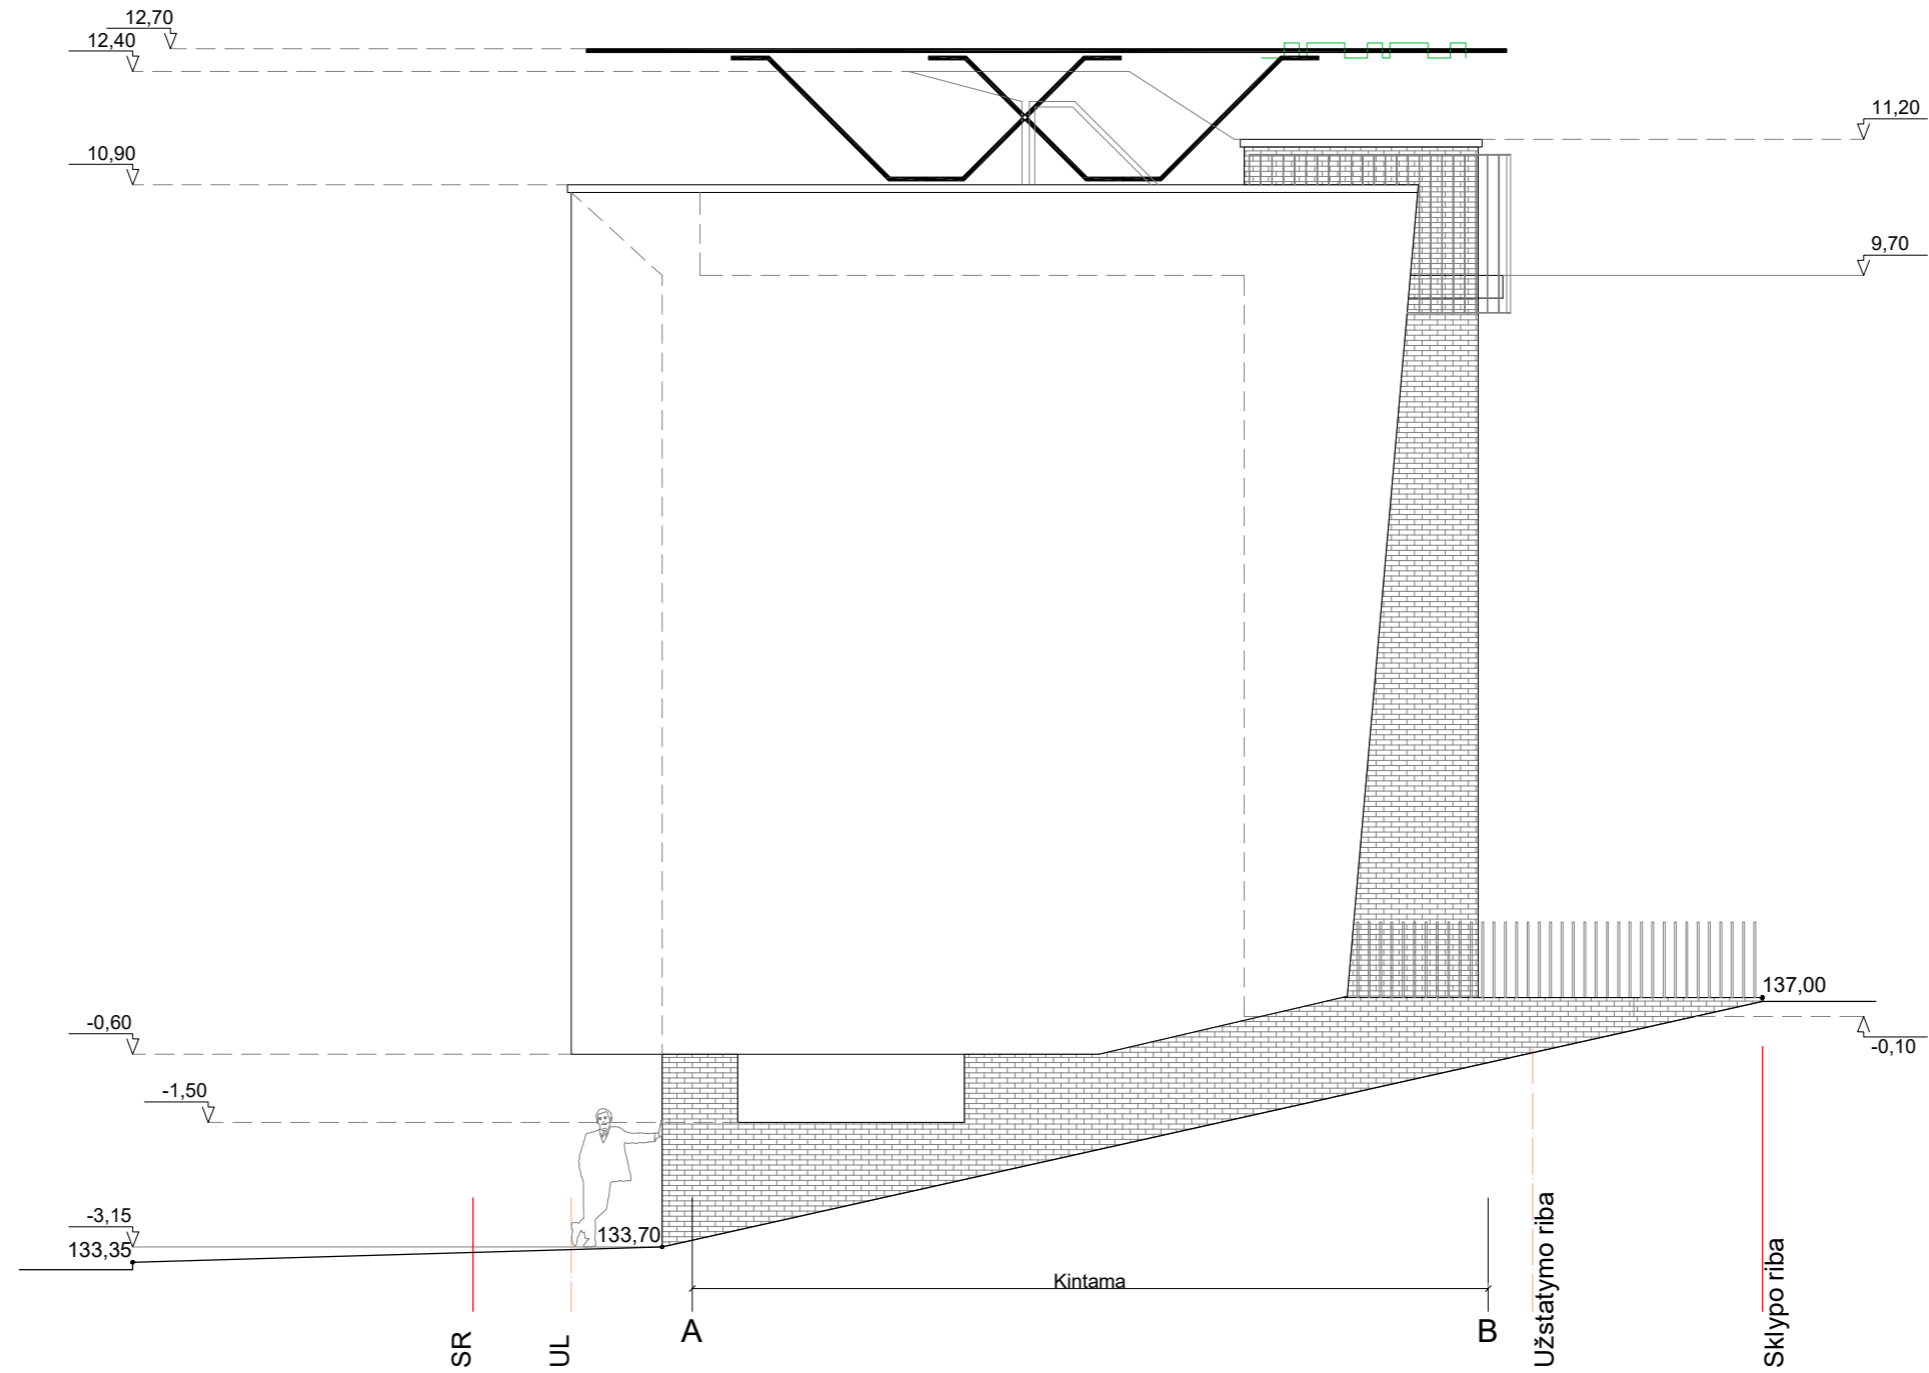 12,70
12,40
11,20
10,90
9,70
137,00
-0,10
-0,60
-1,50
-3,15
133,70
133,35
Kintama
A
B
SR
UL
Užstatymo riba
Sklypo riba